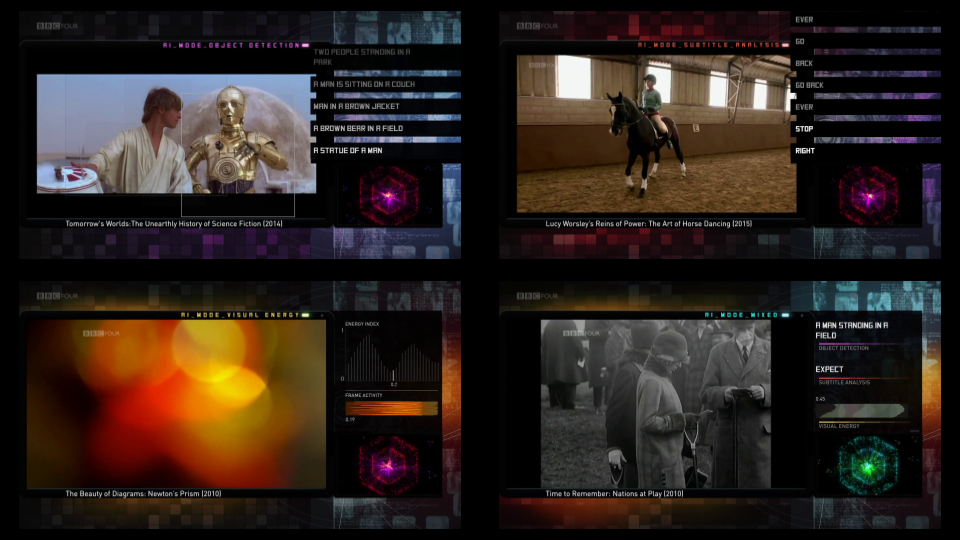 BBC FOUR
AI_MODE_OBJECT DETECTION
TWO PEOPLE STANDING IN A
PARK
A MAN IS SITTING ON A COUCH
MAN IN A BROWN JACKET
A BROWN BEAR IN A FIELD
A STATUE OF A MAN
Tomorrow's Worlds:The Unearthly History of Science Fiction (2014)
BBC FOUR
AI_MODE_SUBTITLE_ANALYSIS
BBC FOUR
EVER
GO
BACK
GO BACK
EVER
STOP
RIGHT
Lucy Worsley's Reins of Power: The Art of Horse Dancing (2015)
BBC FOUR
AI_MODE_VISUAL ENERGY
BBC FOUR
ENERGY INDEX
1
0
0.2
FRAME ACTIVITY
0.19
The Beauty of Diagrams: Newton's Prism (2010)
BBC FOUR
AI_MODE_MIXED
BBC FOUR
A MAN STANDING IN A
FIELD
OBJECT DETECTION
EXPECT
SUBTITLE ANALYSIS
0.45
VISUAL ENERGY
Time to Remember: Nations at Play (2010)